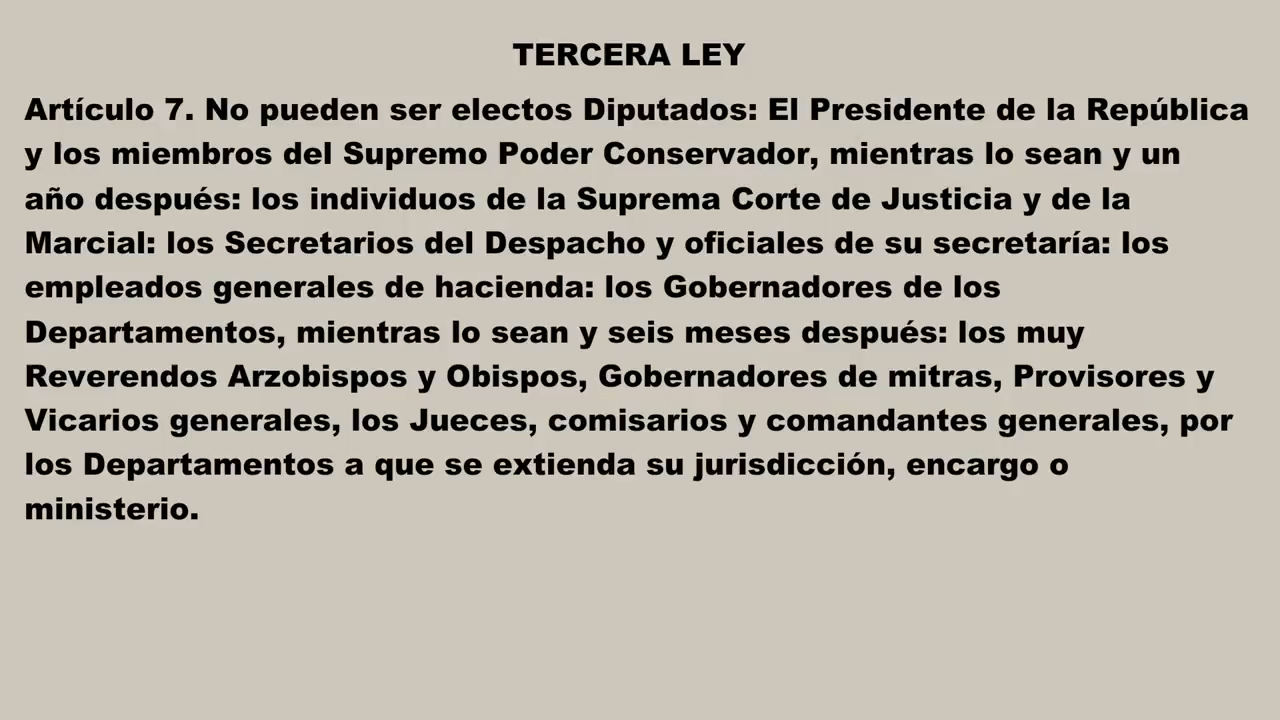 TERCERA LEY
Artículo 7. No pueden ser electos Diputados: El Presidente de la República
y los miembros del Supremo Poder Conservador, mientras lo sean y un
año después: los individuos de la Suprema Corte de Justicia y de la
Marcial: los Secretarios del Despacho y oficiales de su secretaría: los
empleados generales de hacienda: los Gobernadores de los
Departamentos, mientras lo sean y seis meses después: los muy
Reverendos Arzobispos y Obispos, Gobernadores de mitras, Provisores y
Vicarios generales, los Jueces, comisarios y comandantes generales, por
los Departamentos a que se extienda su jurisdicción, encargo o
ministerio.